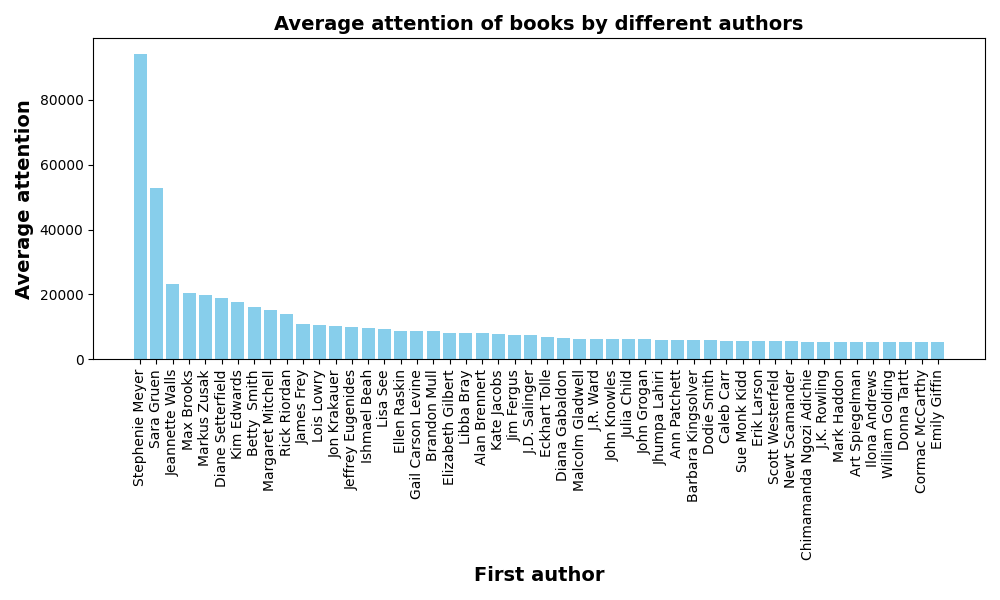 Average attention of books by different authors
Average attention
80000
60000
40000
20000
0
Stephenie Meyer
Sara Gruen
Jeannette Walls
Max Brooks
Markus Zusak
Diane Setterfield
Kim Edwards
Betty  Smith
Margaret Mitchell
Rick Riordan
James Frey
Lois Lowry
Jon Krakauer
Jeffrey Eugenides
Ishmael Beah
Lisa See
Ellen Raskin
Gail Carson Levine
Brandon Mull
Elizabeth Gilbert
Libba Bray
Alan Brennert
Kate Jacobs
Jim Fergus
J.D. Salinger
Eckhart Tolle
Diana Gabaldon
Malcolm Gladwell
J.R. Ward
John Knowles
Julia Child
John Grogan
Jhumpa Lahiri
Ann Patchett
Barbara Kingsolver
Dodie Smith
Caleb Carr
Sue Monk Kidd
Erik Larson
Scott Westerfeld
Newt Scamander
Chimamanda Ngozi Adichie
J.K. Rowling
Mark Haddon
Art Spiegelman
Ilona Andrews
William Golding
Donna Tartt
Cormac McCarthy
Emily Giffin
First author